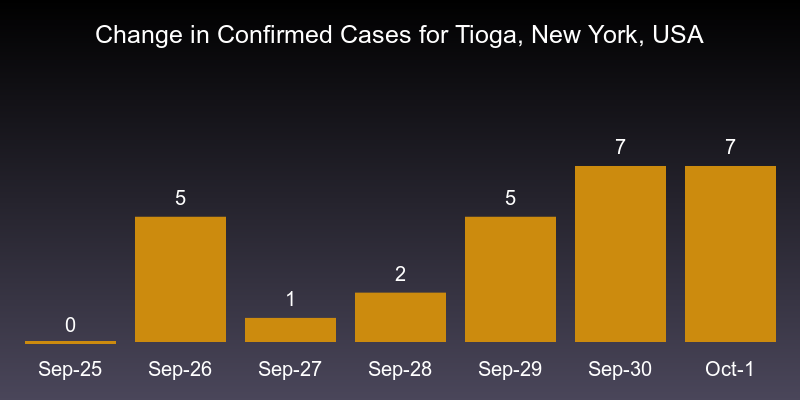 Change in Confirmed Cases for Tioga, New York, USA
7 7
5 5
2
1
0
Sep-25 Sep-26 Sep-27 Sep-28 Sep-29 Sep-30 Oct-1